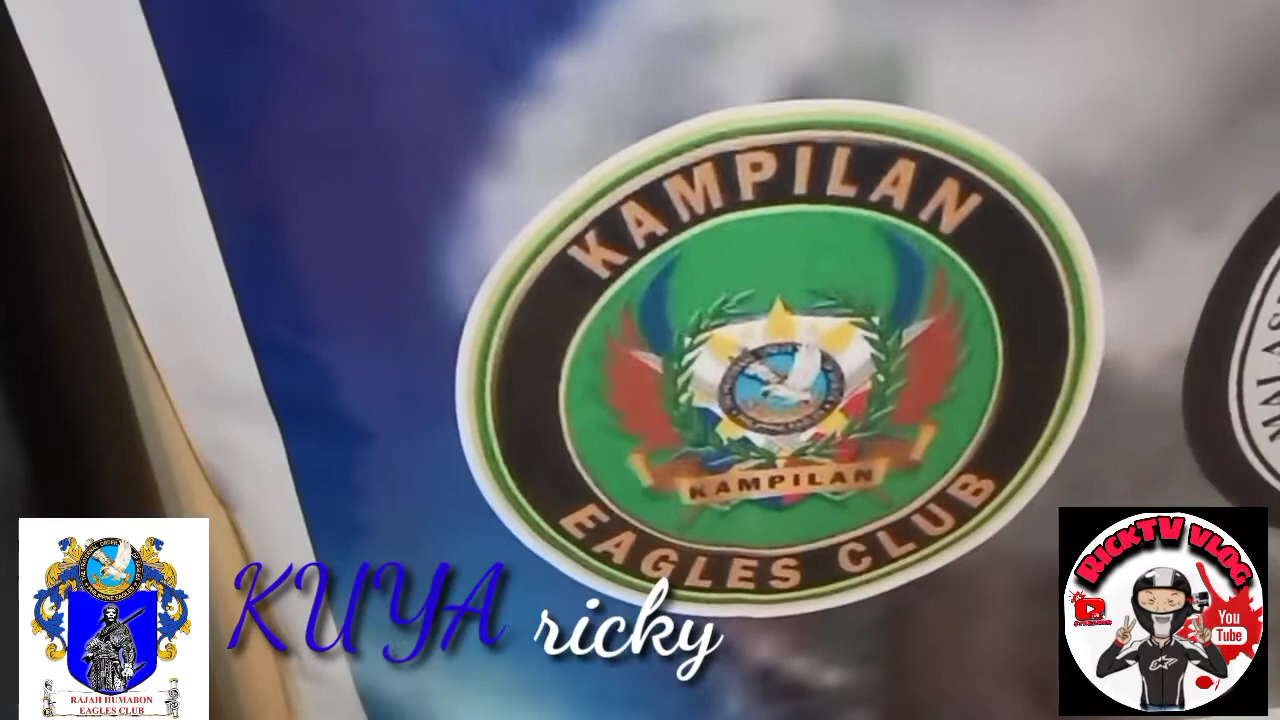 KAMPILAN
KAMPILAN
EAGLES CLUB
KUYA ricky
RAJAH HUMABON
EAGLES CLUB
RICKTV VLOG
You
Tube